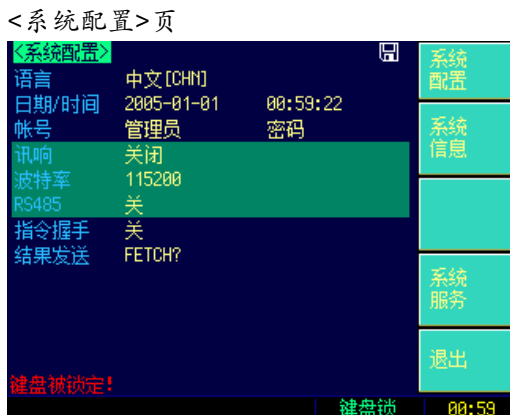 <系统配置>页
<系统配置>
语言 中文[CHN]
日期/时间 2005-01-01 00:59:22
帐号 管理员 密码
讯响 关闭
波特率 115200
RS485 关
指令握手 关
结果发送 FETCH?
键盘被锁定!
系统
配置
系统
信息
系统
服务
退出
键盘锁 00:59